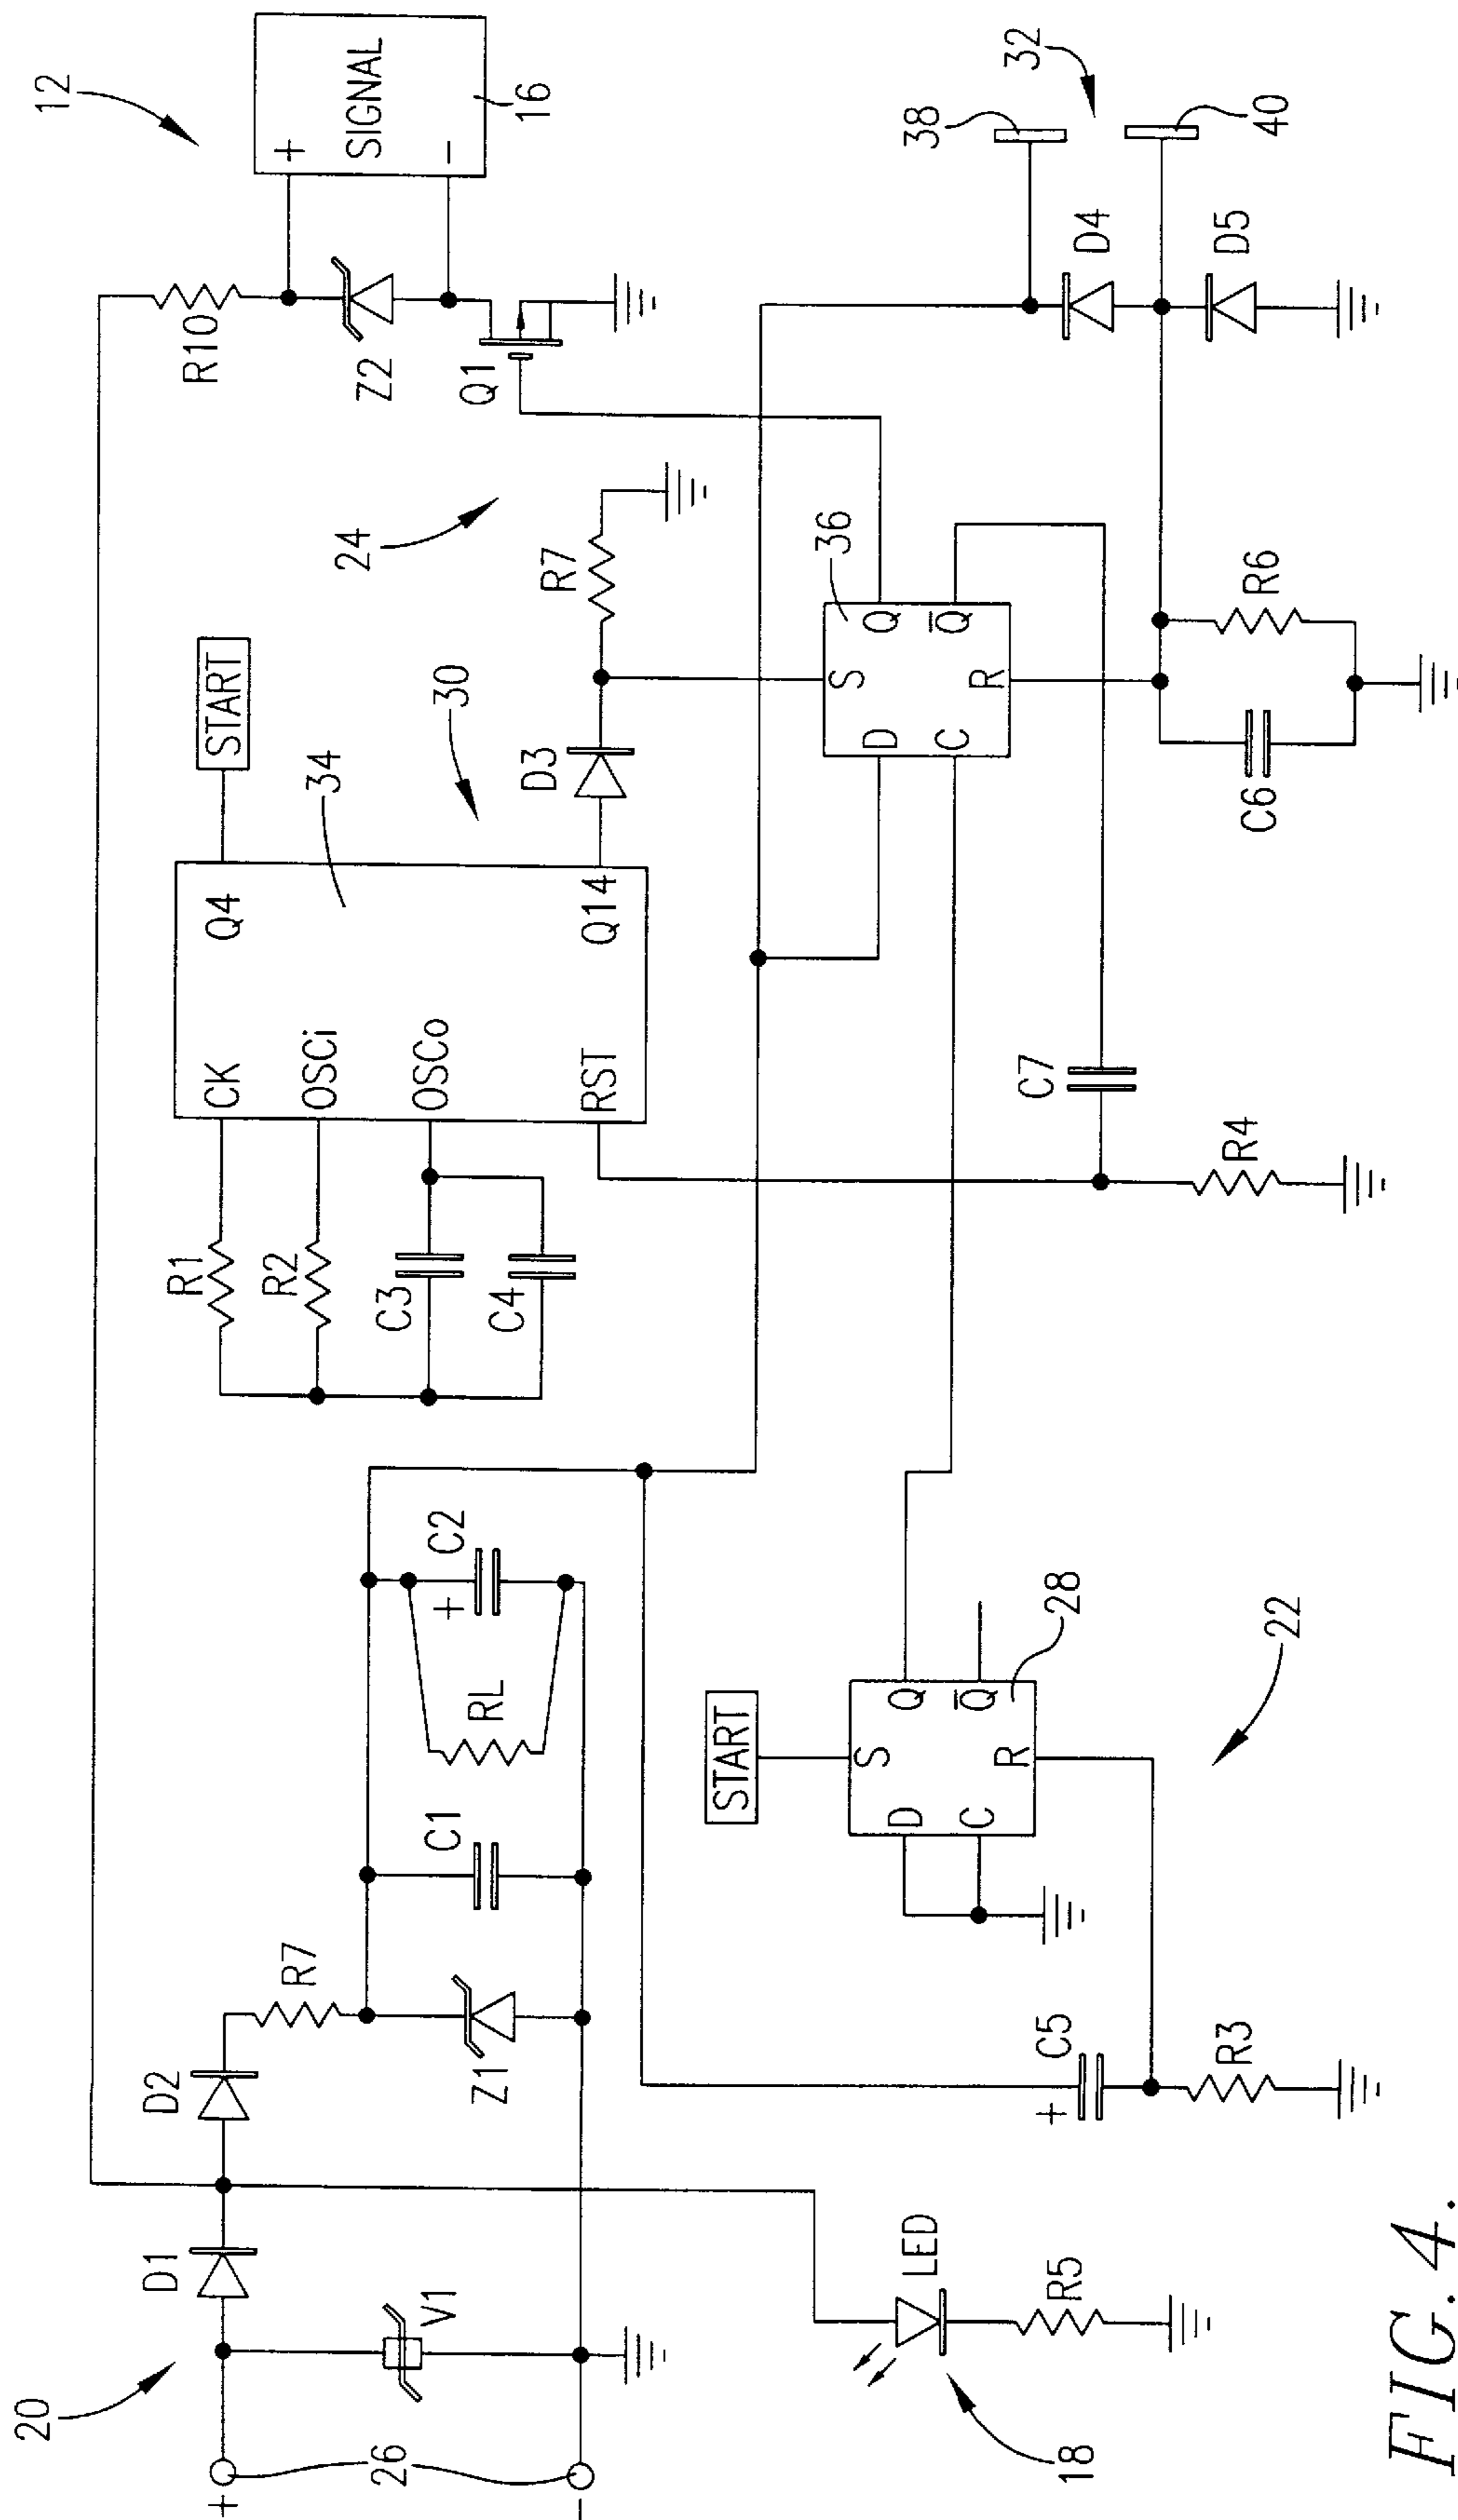 12
+
SIGNAL
-
16
R10
Z2
Q1
24
START
34
30
Q4
CK
OSCi
OSCo
RST
Q14
D3
R7
R1
R2
C3
C4
36
S
D
Q
C
Q̅
R
38
32
40
D4
D5
R6
C6
C7
R4
20
D1
D2
R7
V1
26
+
-
Z1
C1
+
C2
RL
START
S
D
Q
C
Q̅
R
28
22
+
C5
R3
LED
R5
18
FIG. 4.